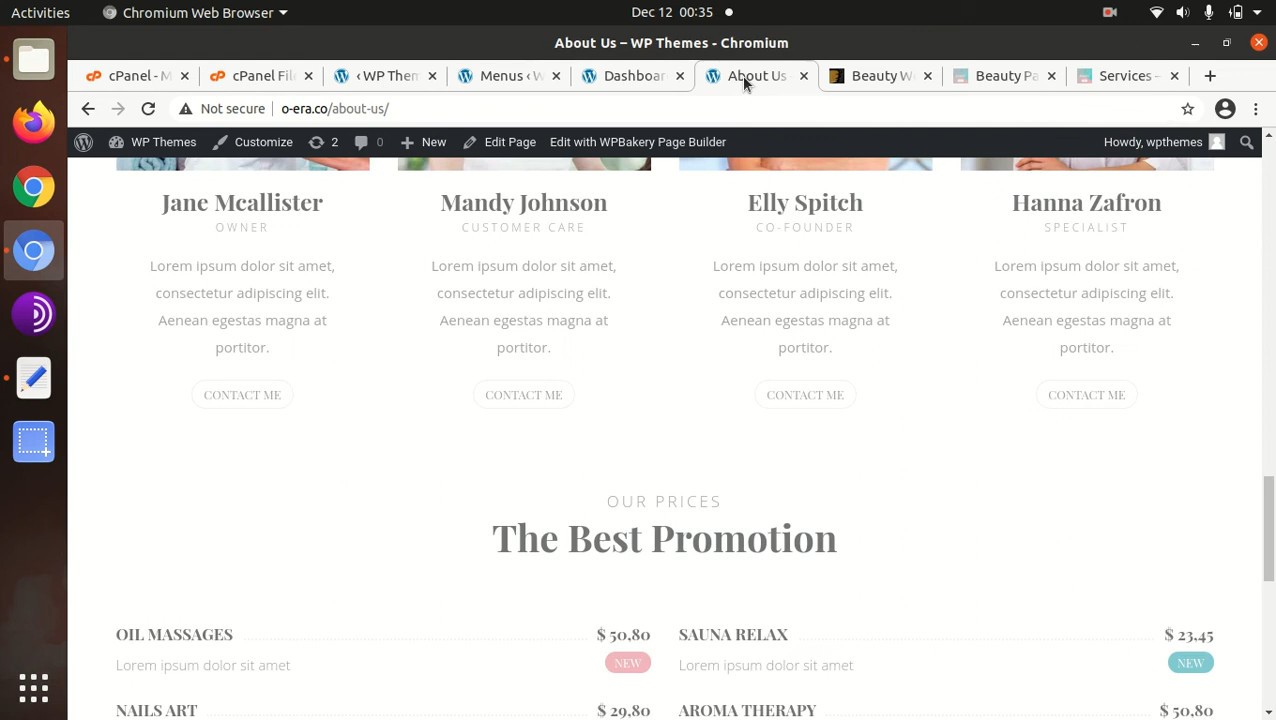 Activities Chromium Web Browser Dec 12 00:35
About Us – WP Themes - Chromium
cPanel - M cPanel File ‹ WP Them Menus ‹ W Dashboar About Us - Beauty We Beauty Pa Services –
Not secure o-era.co/about-us/
WP Themes Customize 2 0 New Edit Page Edit with WPBakery Page Builder Howdy, wpthemes
Jane Mcallister Mandy Johnson Elly Spitch Hanna Zafron
OWNER CUSTOMER CARE CO-FOUNDER SPECIALIST
Lorem ipsum dolor sit amet, Lorem ipsum dolor sit amet, Lorem ipsum dolor sit amet, Lorem ipsum dolor sit amet,
consectetur adipiscing elit. consectetur adipiscing elit. consectetur adipiscing elit. consectetur adipiscing elit.
Aenean egestas magna at Aenean egestas magna at Aenean egestas magna at Aenean egestas magna at
portitor. portitor. portitor. portitor.
CONTACT ME CONTACT ME CONTACT ME CONTACT ME
OUR PRICES
The Best Promotion
OIL MASSAGES $ 50,80 SAUNA RELAX $ 23,45
Lorem ipsum dolor sit amet NEW Lorem ipsum dolor sit amet NEW
NAILS ART $ 29,80 AROMA THERAPY $ 50,80